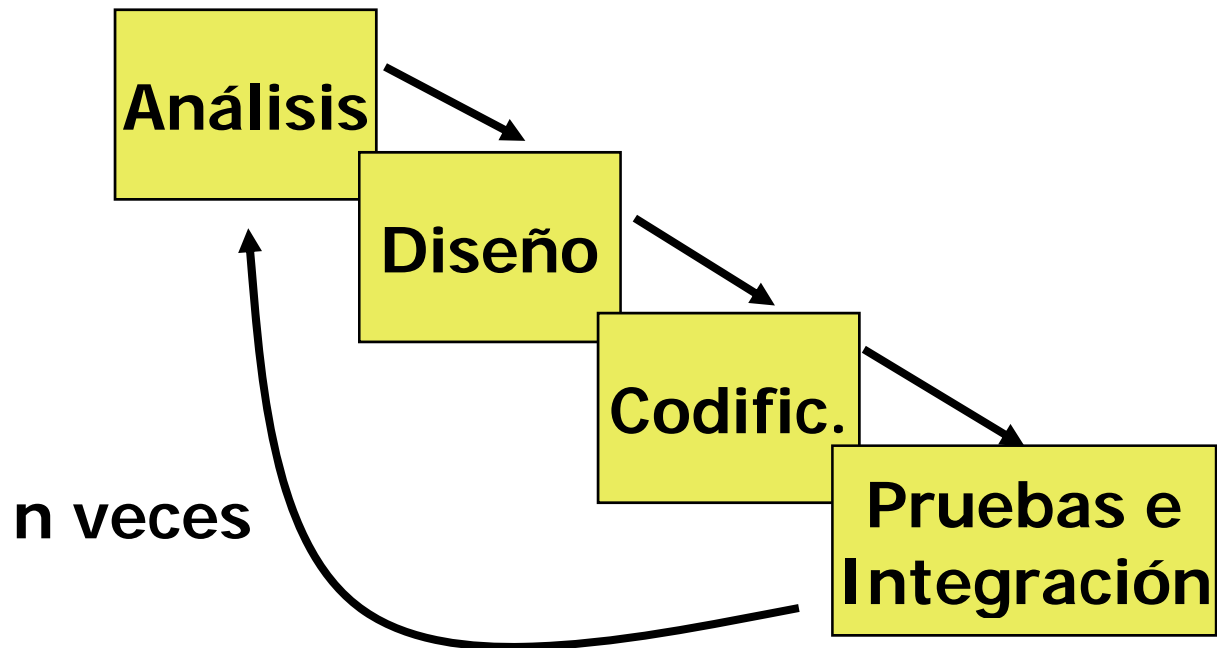 Análisis
Diseño
Codific.
n veces
Pruebas e
Integración